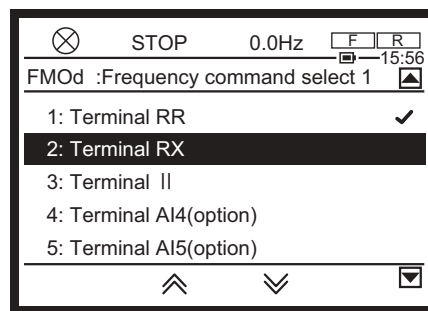 STOP 0.0Hz F R
15:56
FMOd :Frequency command select 1
1: Terminal RR
2: Terminal RX
3: Terminal II
4: Terminal AI4(option)
5: Terminal AI5(option)